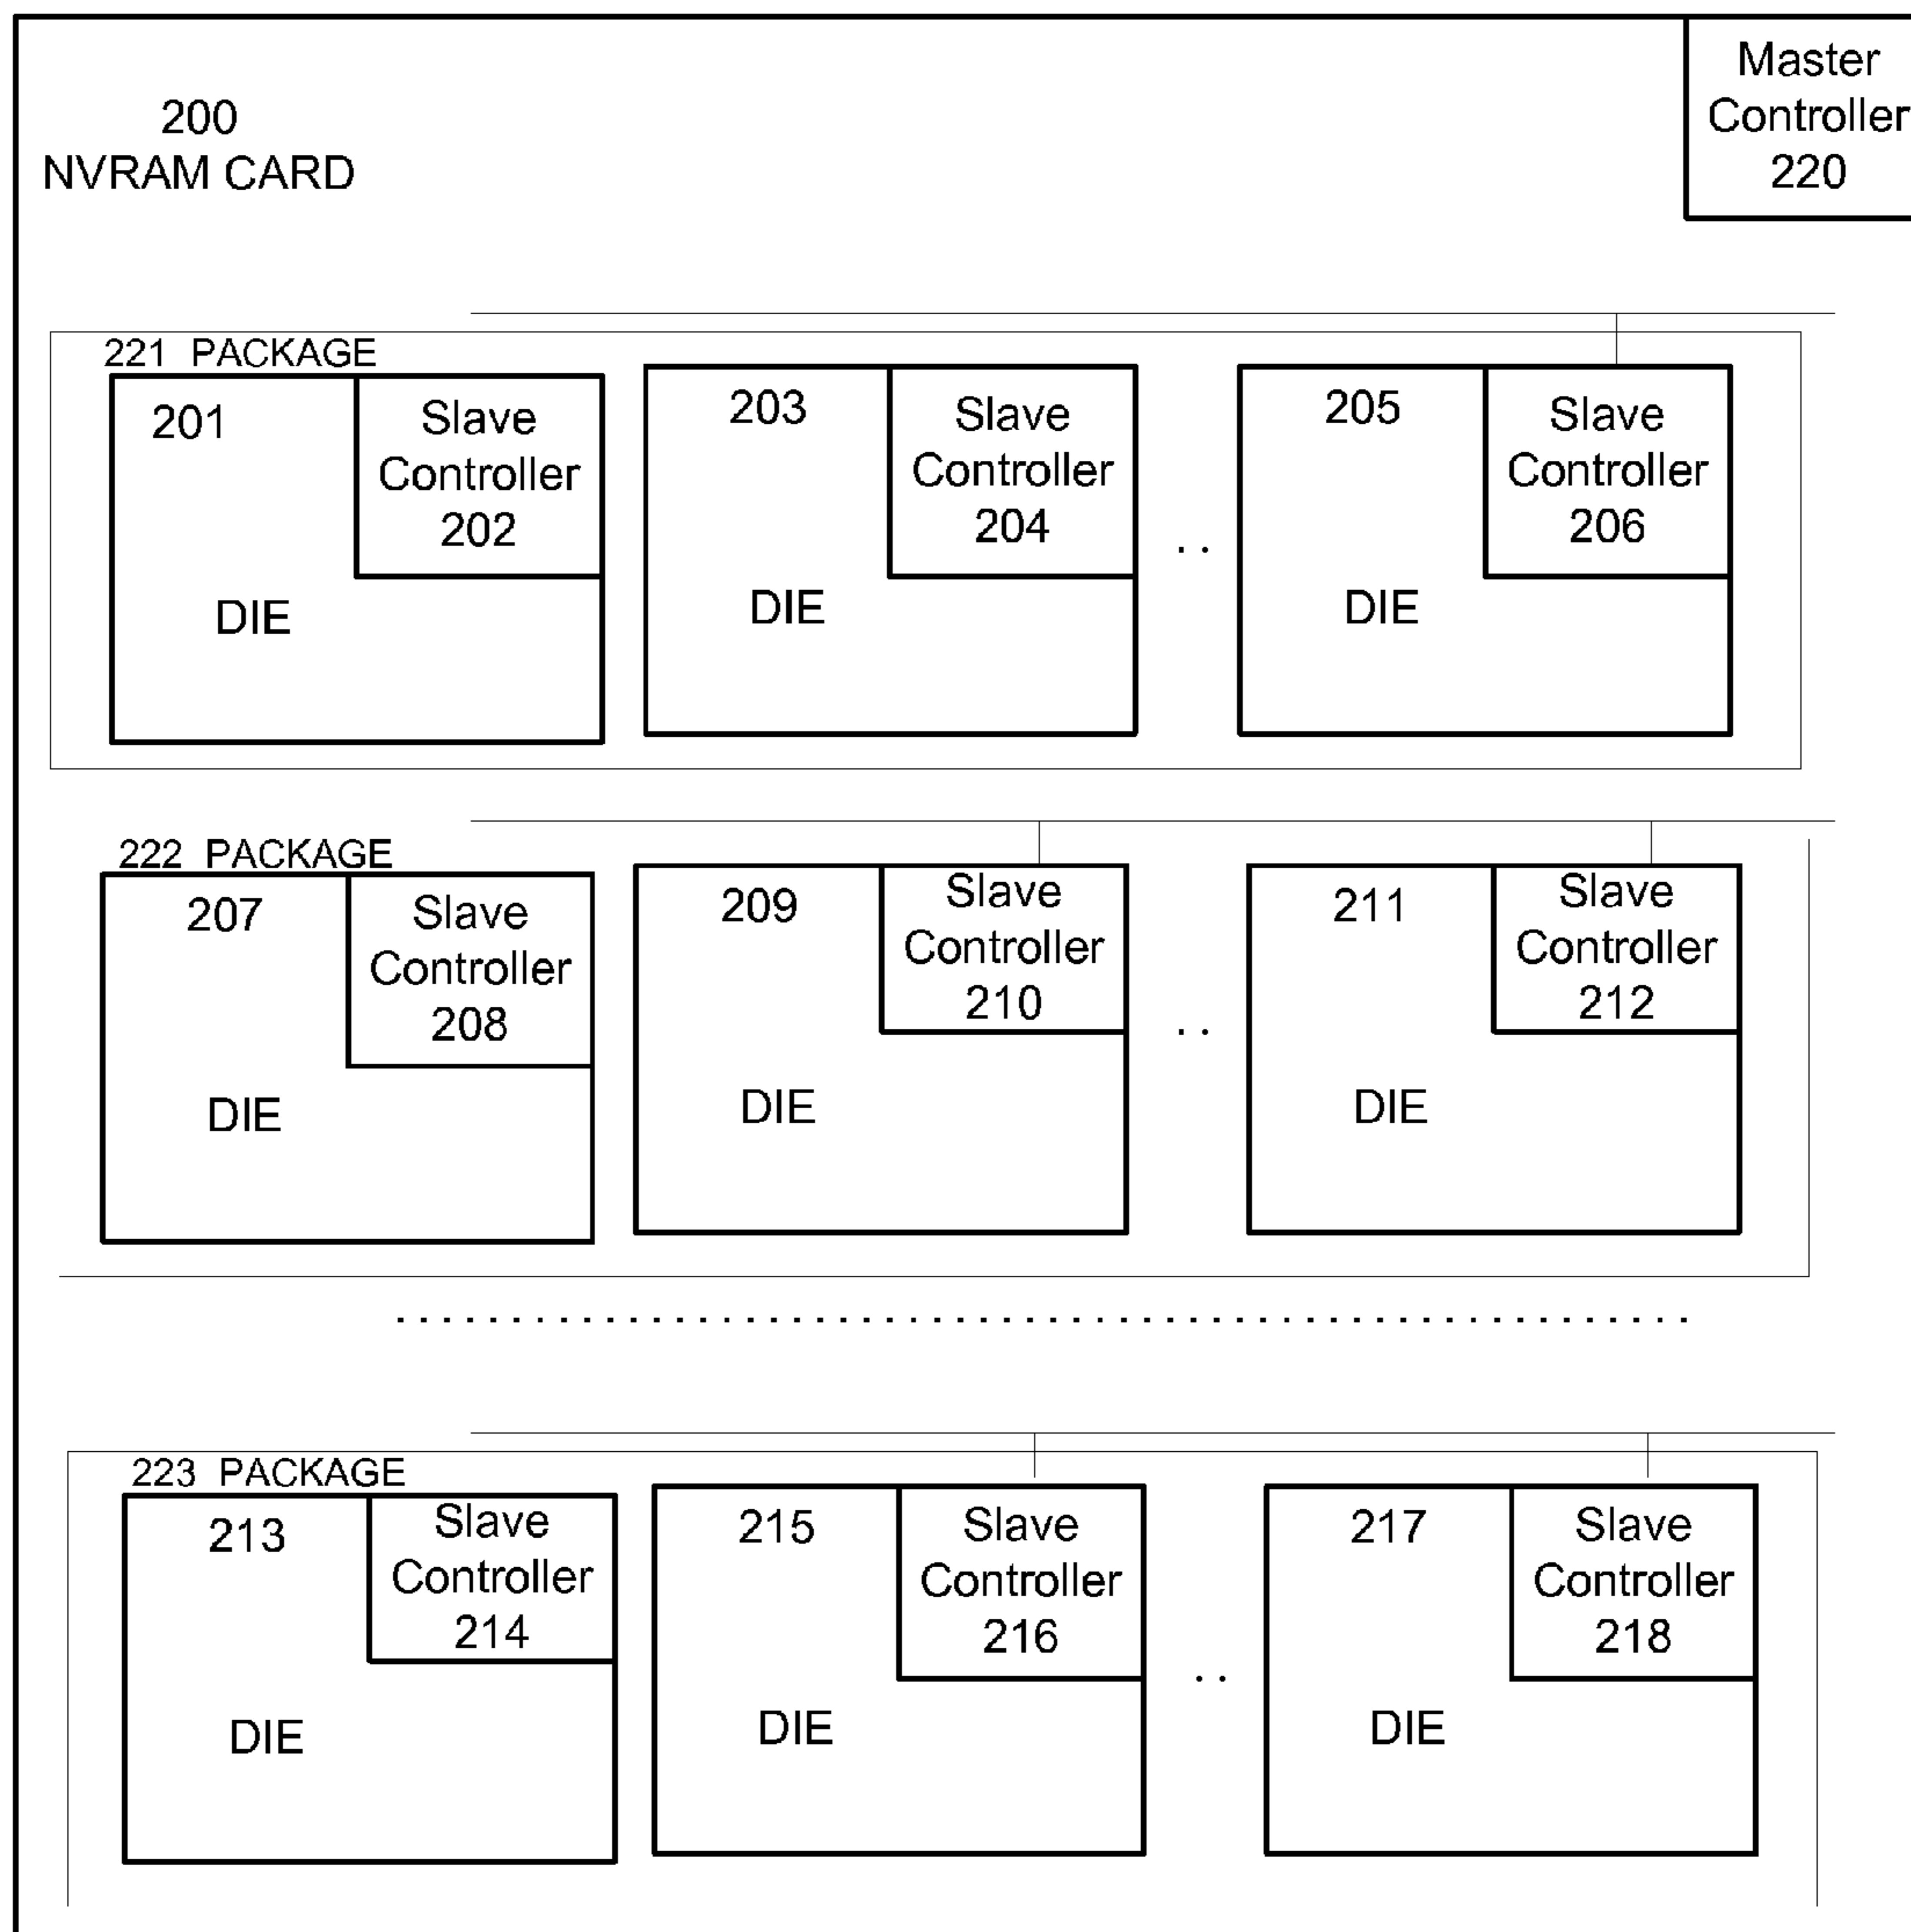 200
NVRAM CARD
Master
Controller
220
221 PACKAGE
201
Slave
Controller
202
DIE
203
Slave
Controller
204
DIE
. .
205
Slave
Controller
206
DIE
222 PACKAGE
207
Slave
Controller
208
DIE
209
Slave
Controller
210
DIE
. .
211
Slave
Controller
212
DIE
223 PACKAGE
213
Slave
Controller
214
DIE
215
Slave
Controller
216
DIE
. .
217
Slave
Controller
218
DIE